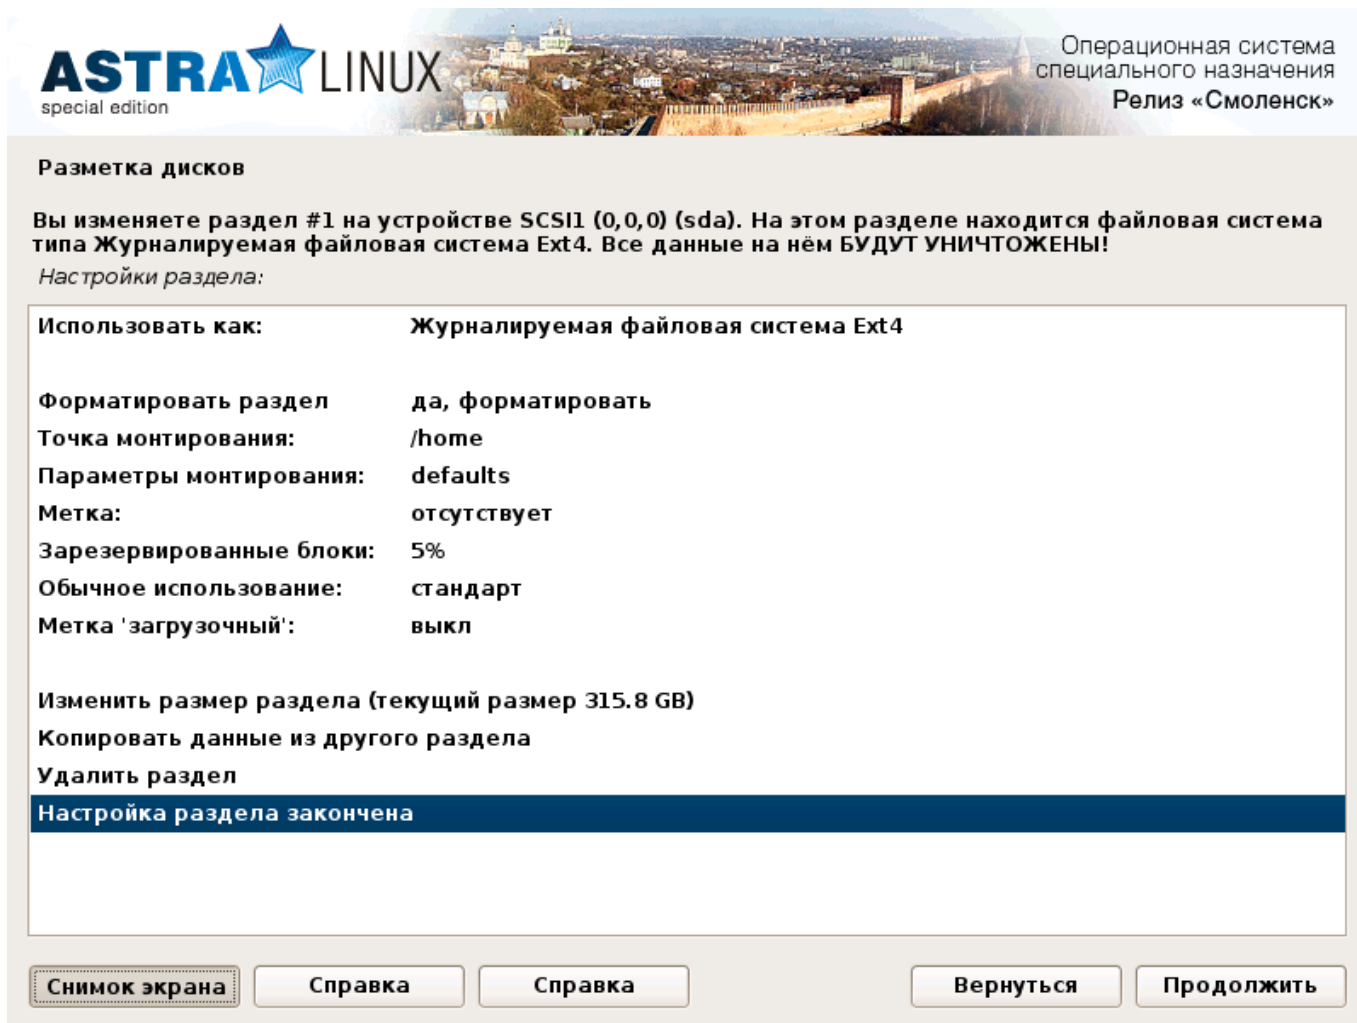 ASTRA LINUX
special edition
Операционная система
специального назначения
Релиз «Смоленск»
Разметка дисков
Вы изменяете раздел #1 на устройстве SCSI1 (0,0,0) (sda). На этом разделе находится файловая система
типа Журналируемая файловая система Ext4. Все данные на нём БУДУТ УНИЧТОЖЕНЫ!
Настройки раздела:
Использовать как: Журналируемая файловая система Ext4
Форматировать раздел да, форматировать
Точка монтирования: /home
Параметры монтирования: defaults
Метка: отсутствует
Зарезервированные блоки: 5%
Обычное использование: стандарт
Метка 'загрузочный': выкл
Изменить размер раздела (текущий размер 315.8 GB)
Копировать данные из другого раздела
Удалить раздел
Настройка раздела закончена
Снимок экрана Справка Справка Вернуться Продолжить